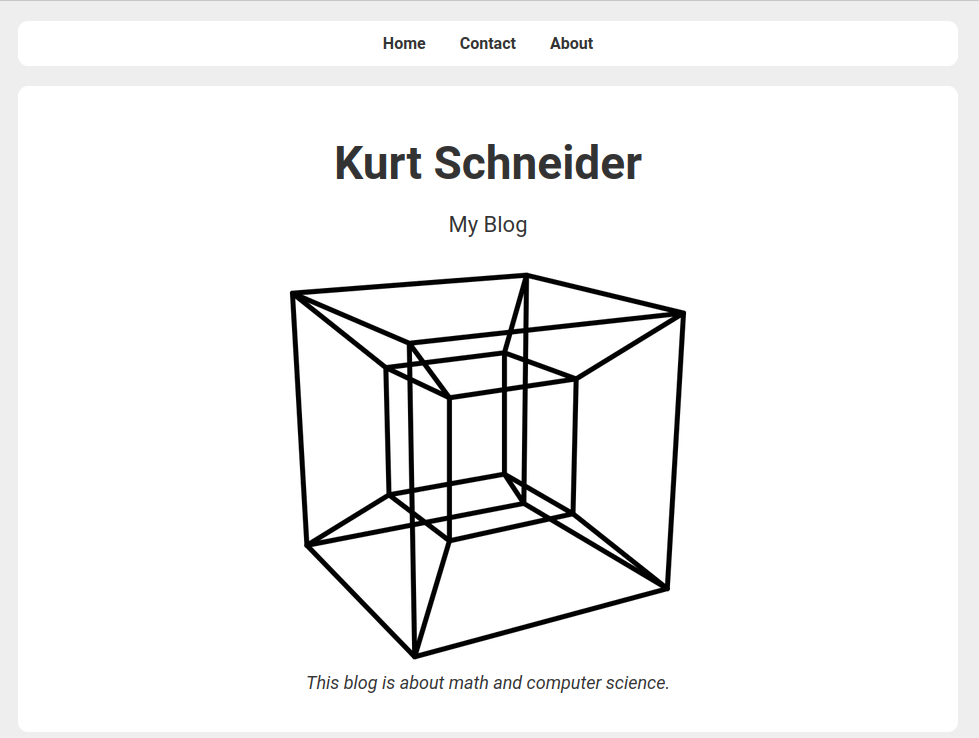 Home Contact About
Kurt Schneider
My Blog
This blog is about math and computer science.